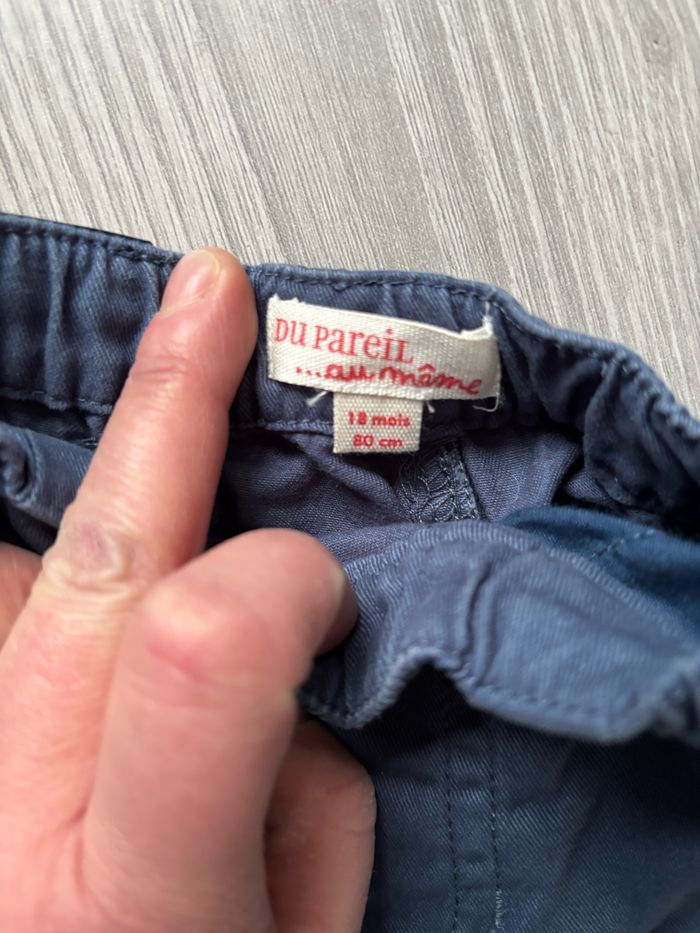 DU PAREIL
...au même
18 mois
80 cm